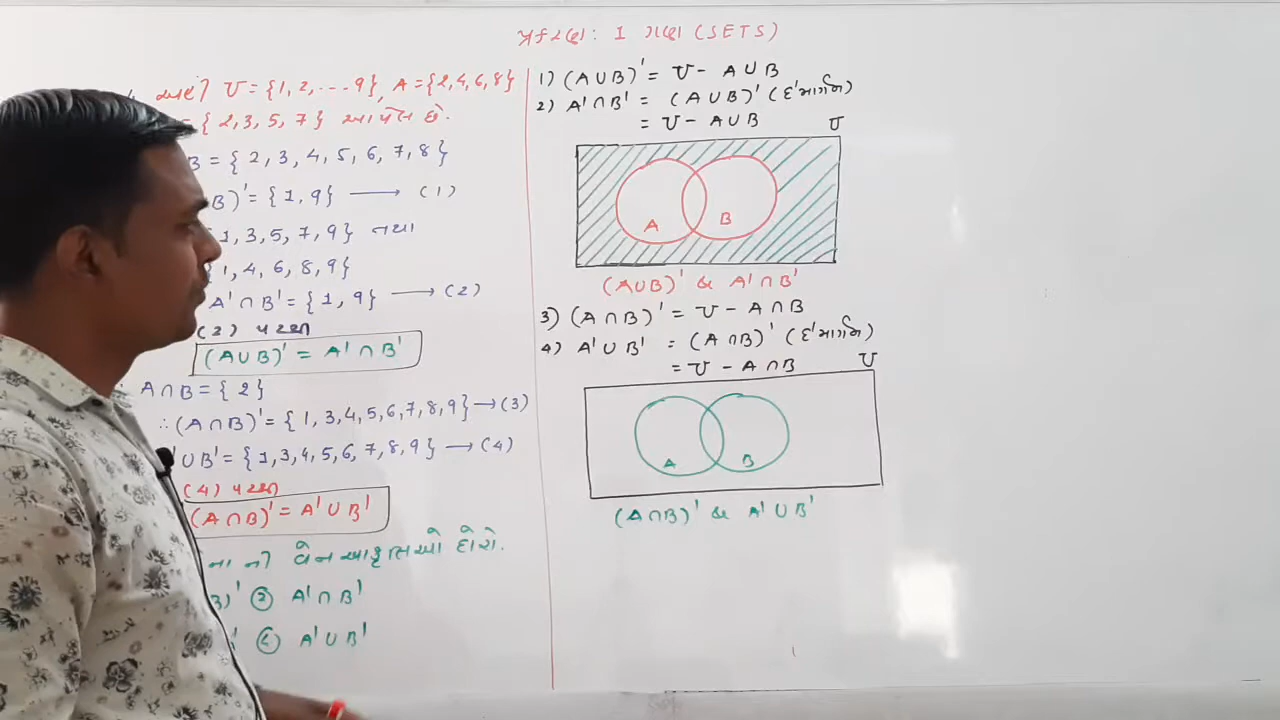 પ્રકરણ: 1 ગણ (SETS)
U = {1, 2, ... 9}, A = {2, 4, 6, 8}
= { 2, 3, 5, 7 } આપેલ છે.
B = { 2, 3, 4, 5, 6, 7, 8 }
B)' = { 1, 9 } → (1)
1, 3, 5, 7, 9 } તથા
{ 1, 4, 6, 8, 9 }
A' ∩ B' = { 1, 9 } → (2)
(2) પરથી
(A ∪ B)' = A' ∩ B'
A ∩ B = { 2 }
∴ (A ∩ B)' = { 1, 3, 4, 5, 6, 7, 8, 9 } → (3)
' ∪ B' = { 1, 3, 4, 5, 6, 7, 8, 9 } → (4)
(4) પરથી
(A ∩ B)' = A' ∪ B'
ના ની વેન આકૃતિઓ દોરો.
B)' ② A' ∩ B'
' ④ A' ∪ B'
1) (A ∪ B)' = U - A ∪ B
2) A' ∩ B' = (A ∪ B)' (દ'માર્ગન)
= U - A ∪ B
U
A B
(A ∪ B)' & A' ∩ B'
3) (A ∩ B)' = U - A ∩ B
4) A' ∪ B' = (A ∩ B)' (દ'માર્ગન)
= U - A ∩ B
U
A B
(A ∩ B)' & A' ∪ B'